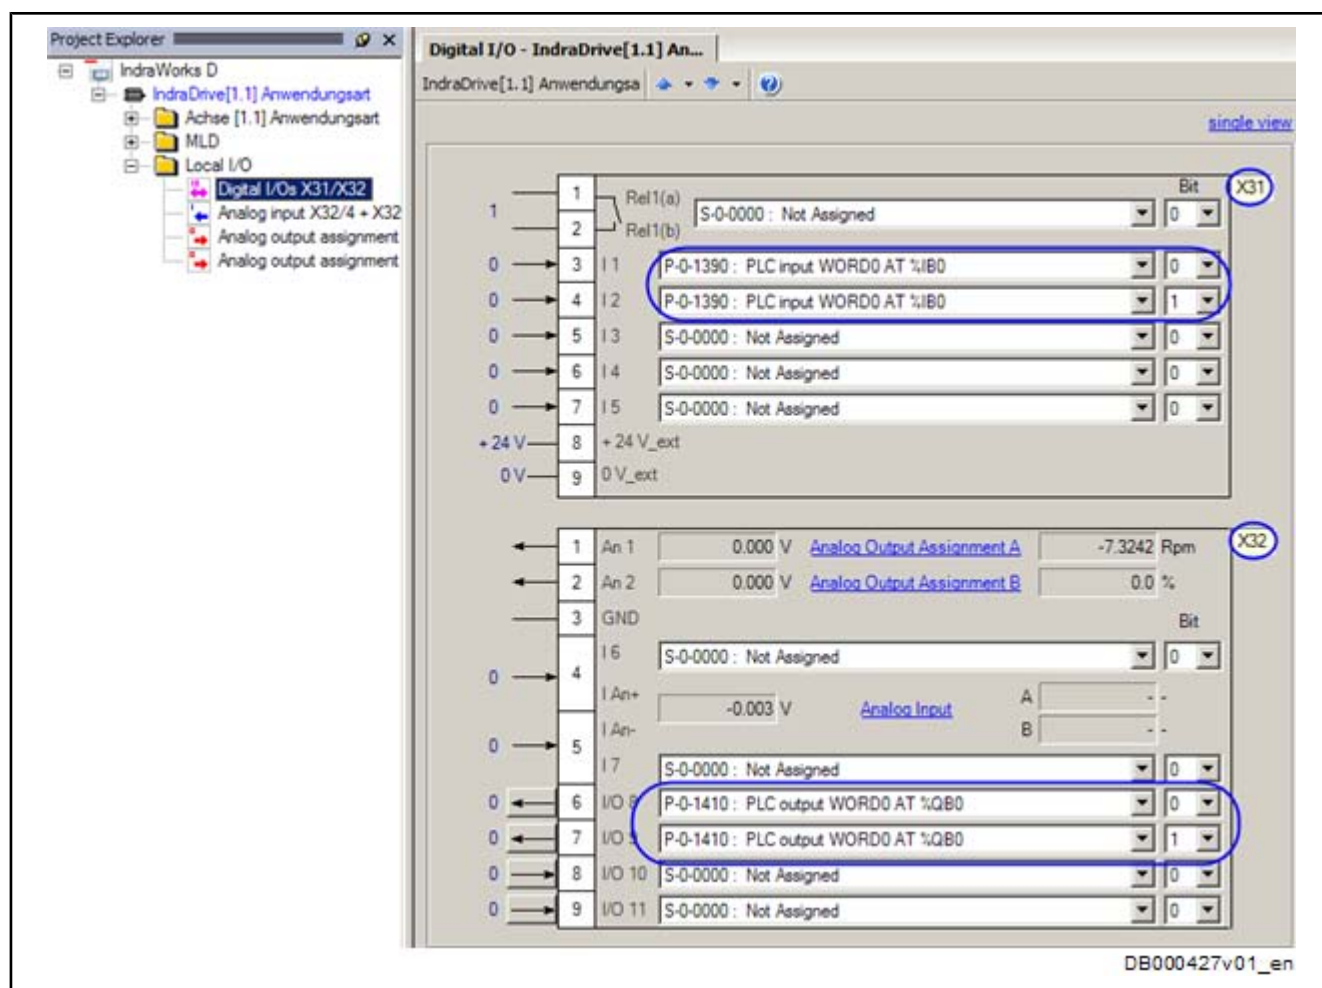 Project Explorer
IndraWorks D
IndraDrive[1.1] Anwendungsart
Achse [1.1] Anwendungsart
MLD
Local I/O
Digital I/Os X31/X32
Analog input X32/4 + X32
Analog output assignment
Analog output assignment
Digital I/O - IndraDrive[1.1] An...
IndraDrive[1.1] Anwendungsa
single view
Bit X31
1 1 Rel1(a) S-0-0000 : Not Assigned 0
2 Rel1(b)
0 3 I 1 P-0-1390 : PLC input WORD0 AT %IB0 0
0 4 I 2 P-0-1390 : PLC input WORD0 AT %IB0 1
0 5 I 3 S-0-0000 : Not Assigned 0
0 6 I 4 S-0-0000 : Not Assigned 0
0 7 I 5 S-0-0000 : Not Assigned 0
+ 24 V 8 + 24 V_ext
0 V 9 0 V_ext
1 An 1 0.000 V Analog Output Assignment A -7.3242 Rpm X32
2 An 2 0.000 V Analog Output Assignment B 0.0 %
3 GND Bit
0 4 I 6 S-0-0000 : Not Assigned 0
I An+ -0.003 V Analog Input A - -
I An- B - -
0 5 I 7 S-0-0000 : Not Assigned 0
0 6 I/O 8 P-0-1410 : PLC output WORD0 AT %QB0 0
0 7 I/O 9 P-0-1410 : PLC output WORD0 AT %QB0 1
0 8 I/O 10 S-0-0000 : Not Assigned 0
0 9 I/O 11 S-0-0000 : Not Assigned 0
DB000427v01_en